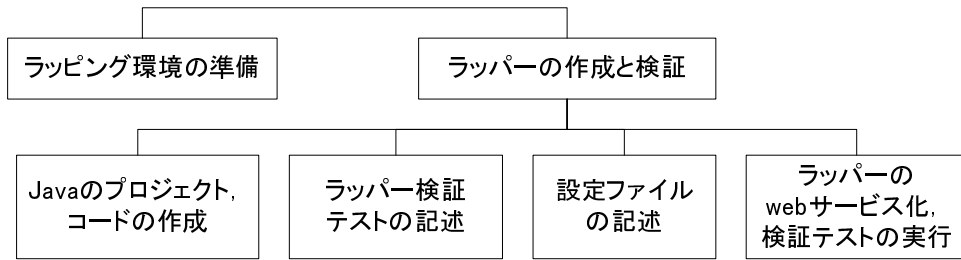 ラッピング環境の準備
ラッパーの作成と検証
Javaのプロジェクト,
コードの作成
ラッパー検証
テストの記述
設定ファイル
の記述
ラッパーの
webサービス化,
検証テストの実行